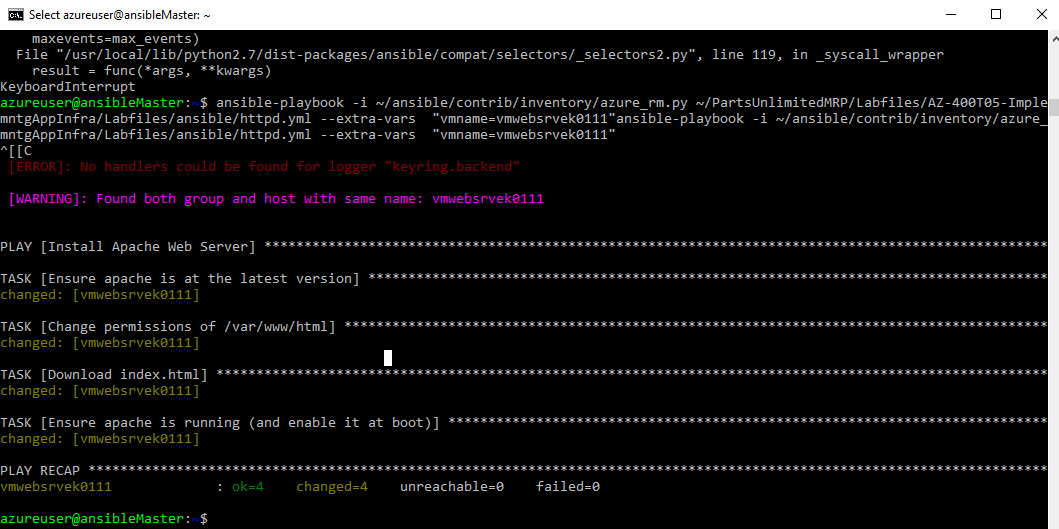 Select azureuser@ansibleMaster: ~
maxevents=max_events)
File "/usr/local/lib/python2.7/dist-packages/ansible/compat/selectors/_selectors2.py", line 119, in _syscall_wrapper
result = func(*args, **kwargs)
KeyboardInterrupt
azureuser@ansibleMaster:~$ ansible-playbook -i ~/ansible/contrib/inventory/azure_rm.py ~/PartsUnlimitedMRP/Labfiles/AZ-400T05-Imple
mntgAppInfra/Labfiles/ansible/httpd.yml --extra-vars  "vmname=vmwebsrvek0111"ansible-playbook -i ~/ansible/contrib/inventory/azure_
mntgAppInfra/Labfiles/ansible/httpd.yml --extra-vars  "vmname=vmwebsrvek0111"
^[[C
[ERROR]: No handlers could be found for logger "keyring.backend"
[WARNING]: Found both group and host with same name: vmwebsrvek0111
PLAY [Install Apache Web Server] **************************************************************************************************
TASK [Ensure apache is at the latest version] *************************************************************************************
changed: [vmwebsrvek0111]
TASK [Change permissions of /var/www/html] ****************************************************************************************
changed: [vmwebsrvek0111]
TASK [Download index.html] ********************************************************************************************************
changed: [vmwebsrvek0111]
TASK [Ensure apache is running (and enable it at boot)] ***************************************************************************
changed: [vmwebsrvek0111]
PLAY RECAP ************************************************************************************************************************
vmwebsrvek0111             : ok=4    changed=4    unreachable=0    failed=0
azureuser@ansibleMaster:~$